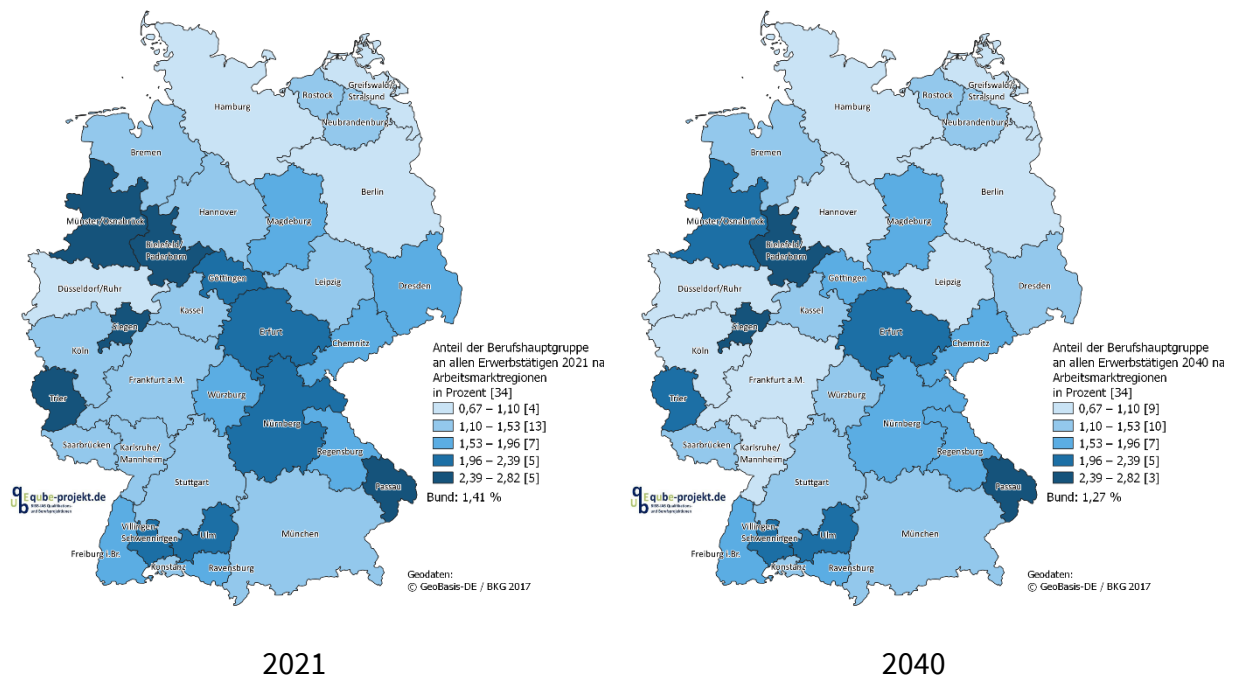 Hamburg
Rostock
Greifswald/
Stralsund
Neubrandenburg
Bremen
Berlin
Hannover
Magdeburg
Münster/Osnabrück
Bielefeld/
Paderborn
Göttingen
Leipzig
Dresden
Düsseldorf/Ruhr
Kassel
Siegen
Erfurt
Chemnitz
Köln
Frankfurt a.M.
Würzburg
Trier
Nürnberg
Saarbrücken
Karlsruhe/
Mannheim
Regensburg
Stuttgart
Passau
Villingen-
Schwenningen
Ulm
München
Freiburg i.Br.
Konstanz
Ravensburg
Anteil der Berufshauptgruppe
an allen Erwerbstätigen 2021 na
Arbeitsmarktregionen
in Prozent [34]
0,67 – 1,10 [4]
1,10 – 1,53 [13]
1,53 – 1,96 [7]
1,96 – 2,39 [5]
2,39 – 2,82 [5]
Bund: 1,41 %
qube-projekt.de
Geodaten:
© GeoBasis-DE / BKG 2017
2021
Hamburg
Rostock
Greifswald/
Stralsund
Neubrandenburg
Bremen
Berlin
Hannover
Magdeburg
Münster/Osnabrück
Bielefeld/
Paderborn
Göttingen
Leipzig
Dresden
Düsseldorf/Ruhr
Kassel
Siegen
Erfurt
Chemnitz
Köln
Frankfurt a.M.
Würzburg
Trier
Nürnberg
Saarbrücken
Karlsruhe/
Mannheim
Regensburg
Stuttgart
Passau
Villingen-
Schwenningen
Ulm
München
Freiburg i.Br.
Konstanz
Ravensburg
Anteil der Berufshauptgruppe
an allen Erwerbstätigen 2040 na
Arbeitsmarktregionen
in Prozent [34]
0,67 – 1,10 [9]
1,10 – 1,53 [10]
1,53 – 1,96 [7]
1,96 – 2,39 [5]
2,39 – 2,82 [3]
Bund: 1,27 %
qube-projekt.de
Geodaten:
© GeoBasis-DE / BKG 2017
2040